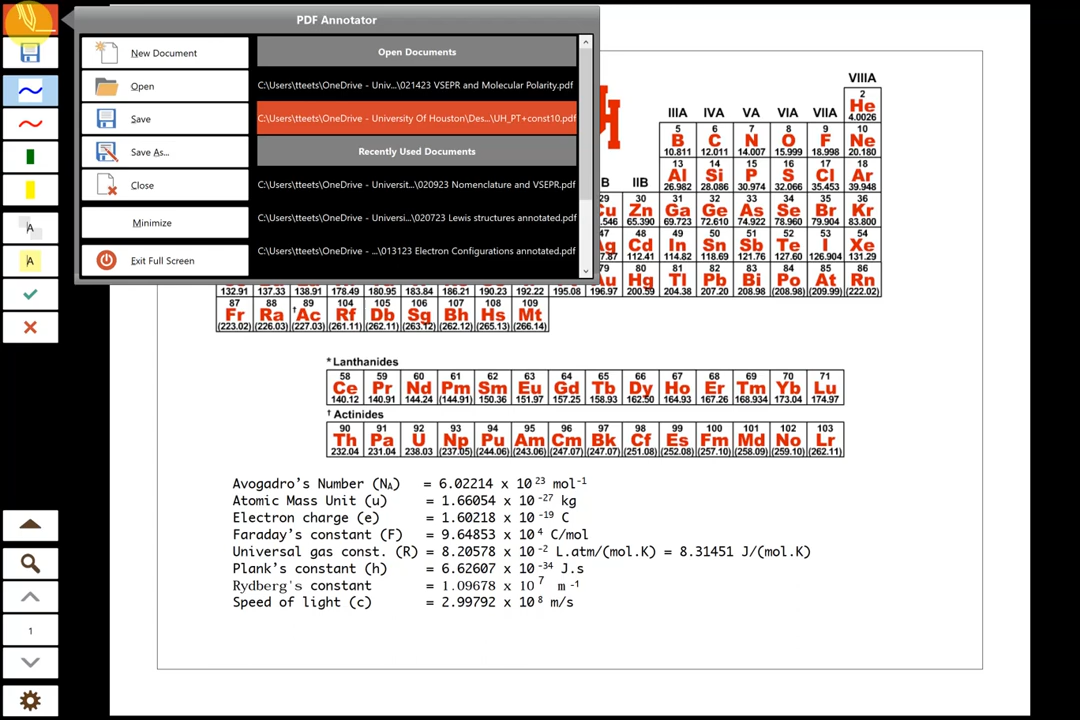 PDF Annotator
New Document
Open
Save
Save As...
Close
Minimize
Exit Full Screen
Open Documents
C:\Users\tteets\OneDrive - Univ...\021423 VSEPR and Molecular Polarity.pdf
C:\Users\tteets\OneDrive - University Of Houston\Des...\UH_PT+const10.pdf
Recently Used Documents
C:\Users\tteets\OneDrive - Universit...\020923 Nomenclature and VSEPR.pdf
C:\Users\tteets\OneDrive - Universi...\020723 Lewis structures annotated.pdf
C:\Users\tteets\OneDrive - ...\013123 Electron Configurations annotated.pdf
A
A
1
VIIIA
IIIA IVA VA VIA VIIA
2
He
4.0026
5 6 7 8 9 10
B C N O F Ne
10.811 12.011 14.007 15.999 18.998 20.180
13 14 15 16 17 18
Al Si P S Cl Ar
26.982 28.086 30.974 32.066 35.453 39.948
B IIB
29 30 31 32 33 34 35 36
Cu Zn Ga Ge As Se Br Kr
.546 65.390 69.723 72.610 74.922 78.960 79.904 83.800
47 48 49 50 51 52 53 54
Ag Cd In Sn Sb Te I Xe
07.87 112.41 114.82 118.69 121.76 127.60 126.904 131.29
79 80 81 82 83 84 85 86
Au Hg Tl Pb Bi Po At Rn
132.91 137.33 138.91 178.49 180.95 183.84 186.21 190.23 192.22 195.08 196.97 200.59 204.38 207.20 208.98 (208.98) (209.99) (222.02)
87 88 89 104 105 106 107 108 109
Fr Ra †Ac Rf Db Sg Bh Hs Mt
(223.02) (226.03) (227.03) (261.11) (262.11) (263.12) (262.12) (265.13) (266.14)
* Lanthanides
58 59 60 61 62 63 64 65 66 67 68 69 70 71
Ce Pr Nd Pm Sm Eu Gd Tb Dy Ho Er Tm Yb Lu
140.12 140.91 144.24 (144.91) 150.36 151.97 157.25 158.93 162.50 164.93 167.26 168.934 173.04 174.97
† Actinides
90 91 92 93 94 95 96 97 98 99 100 101 102 103
Th Pa U Np Pu Am Cm Bk Cf Es Fm Md No Lr
232.04 231.04 238.03 (237.05) (244.06) (243.06) (247.07) (247.07) (251.08) (252.08) (257.10) (258.09) (259.10) (262.11)
Avogadro's Number (NA) = 6.02214 x 10 23 mol-1
Atomic Mass Unit (u) = 1.66054 x 10 -27 kg
Electron charge (e) = 1.60218 x 10 -19 C
Faraday's constant (F) = 9.64853 x 10 4 C/mol
Universal gas const. (R) = 8.20578 x 10 -2 L.atm/(mol.K) = 8.31451 J/(mol.K)
Plank's constant (h) = 6.62607 x 10 -34 J.s
Rydberg's constant = 1.09678 x 10 7 m -1
Speed of light (c) = 2.99792 x 10 8 m/s